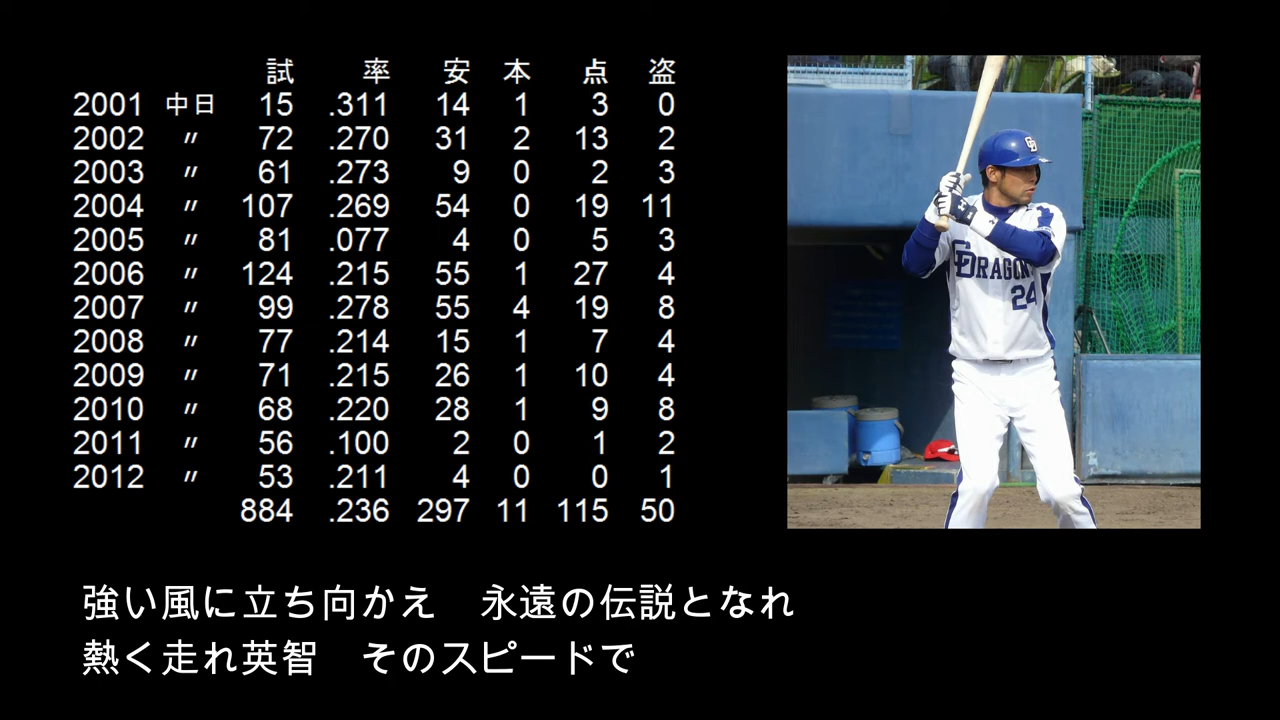 試 率 安 本 点 盗
2001 中日 15 .311 14 1 3 0
2002 〃 72 .270 31 2 13 2
2003 〃 61 .273 9 0 2 3
2004 〃 107 .269 54 0 19 11
2005 〃 81 .077 4 0 5 3
2006 〃 124 .215 55 1 27 4
2007 〃 99 .278 55 4 19 8
2008 〃 77 .214 15 1 7 4
2009 〃 71 .215 26 1 10 4
2010 〃 68 .220 28 1 9 8
2011 〃 56 .100 2 0 1 2
2012 〃 53 .211 4 0 0 1
884 .236 297 11 115 50
DRAGONS
24
強い風に立ち向かえ　永遠の伝説となれ
熱く走れ英智　そのスピードで